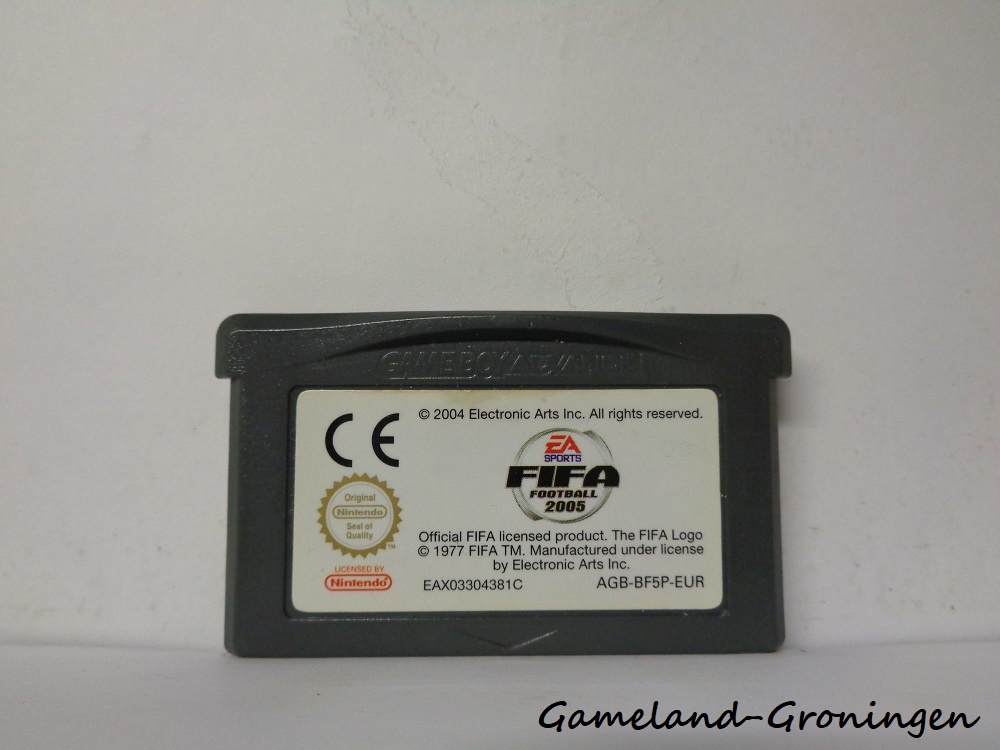 GAME BOY ADVANCE
© 2004 Electronic Arts Inc. All rights reserved.
CE
EA
SPORTS
FIFA
FOOTBALL
2005
Original
Nintendo
Seal of
Quality
TM
Official FIFA licensed product. The FIFA Logo
© 1977 FIFA TM. Manufactured under license
by Electronic Arts Inc.
LICENSED BY
Nintendo
EAX03304381C
AGB-BF5P-EUR
Gameland-Groningen